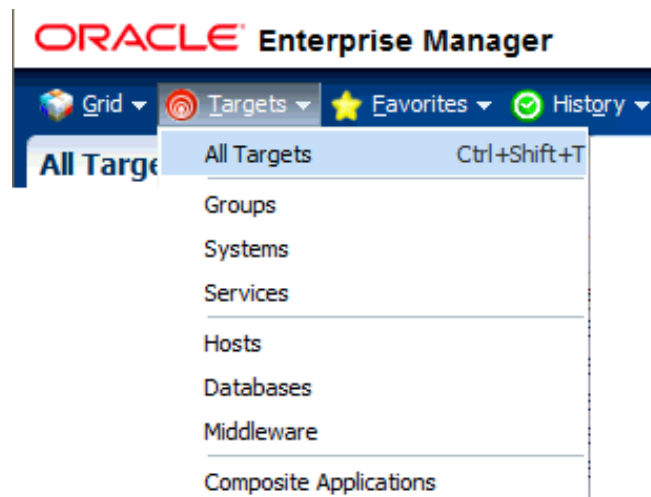 ORACLE Enterprise Manager
Grid Targets Favorites History
All Targe
All Targets Ctrl+Shift+T
Groups
Systems
Services
Hosts
Databases
Middleware
Composite Applications